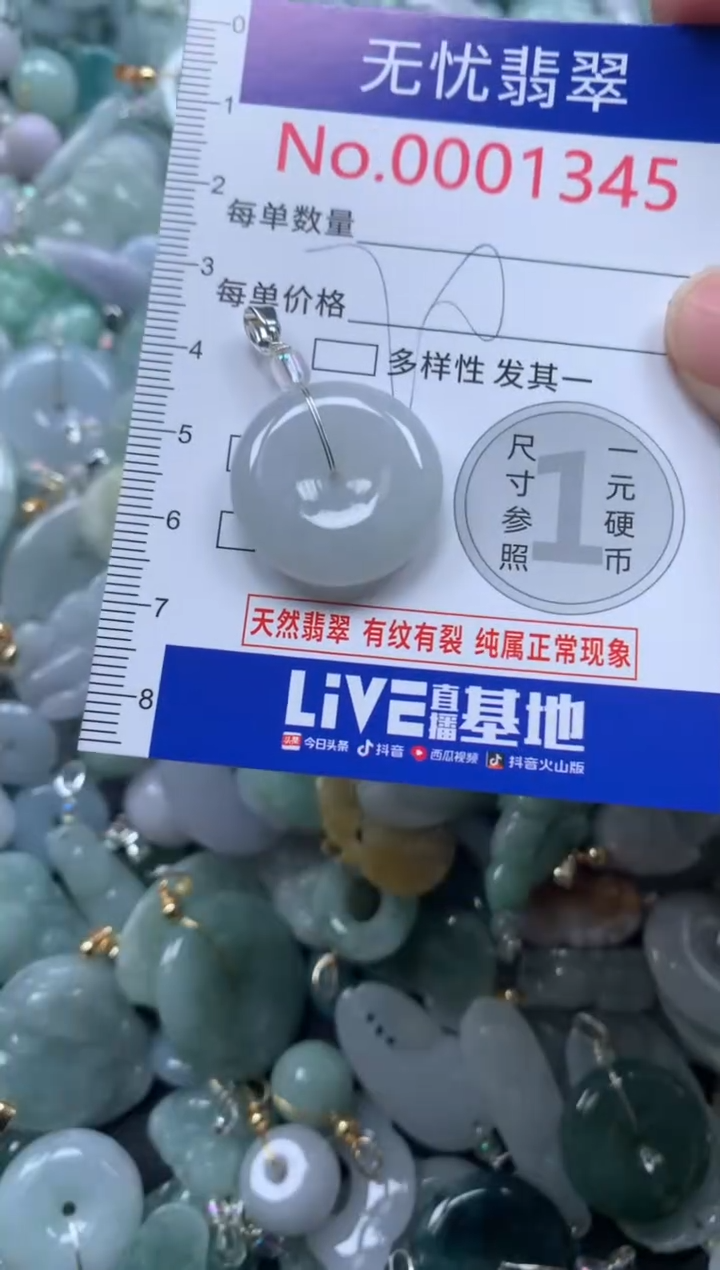 无忧翡翠
No.0001345
每单数量
每单价格
多样性 发其一
尺寸参照
1
一元硬币
天然翡翠 有纹有裂 纯属正常现象
LiVE直播基地
头条 今日头条 抖音 西瓜视频 抖音火山版
0
1
2
3
4
5
6
7
8